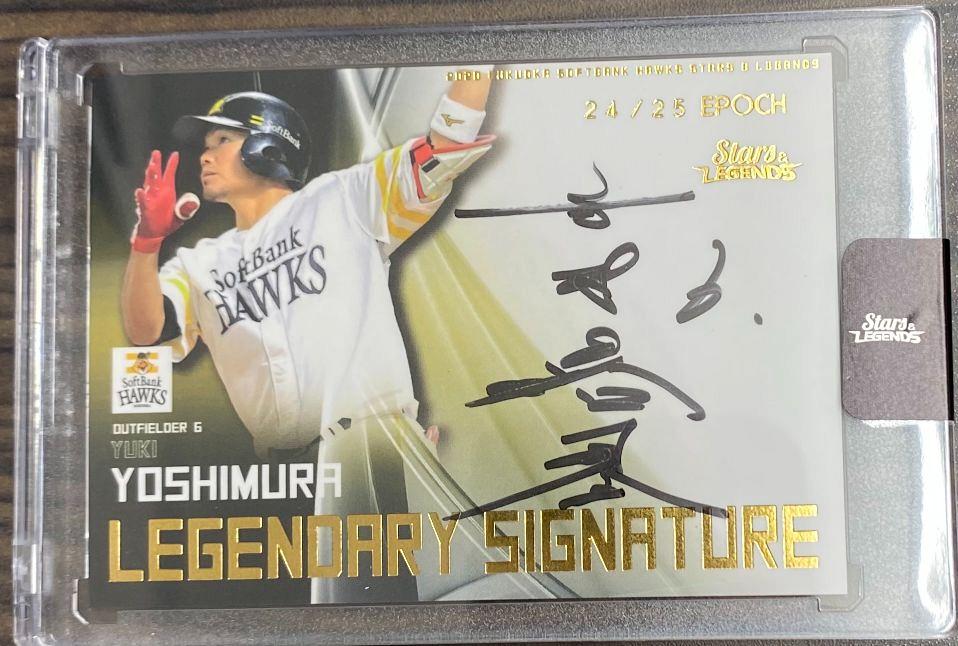 2020 FUKUOKA SOFTBANK HAWKS STARS & LEGENDS
24/25 EPOCH
Stars &
LEGENDS
SoftBank
SoftBank
HAWKS
Stars &
LEGENDS
SoftBank
HAWKS
OUTFIELDER 6
YUKI
YOSHIMURA
LEGENDARY SIGNATURE